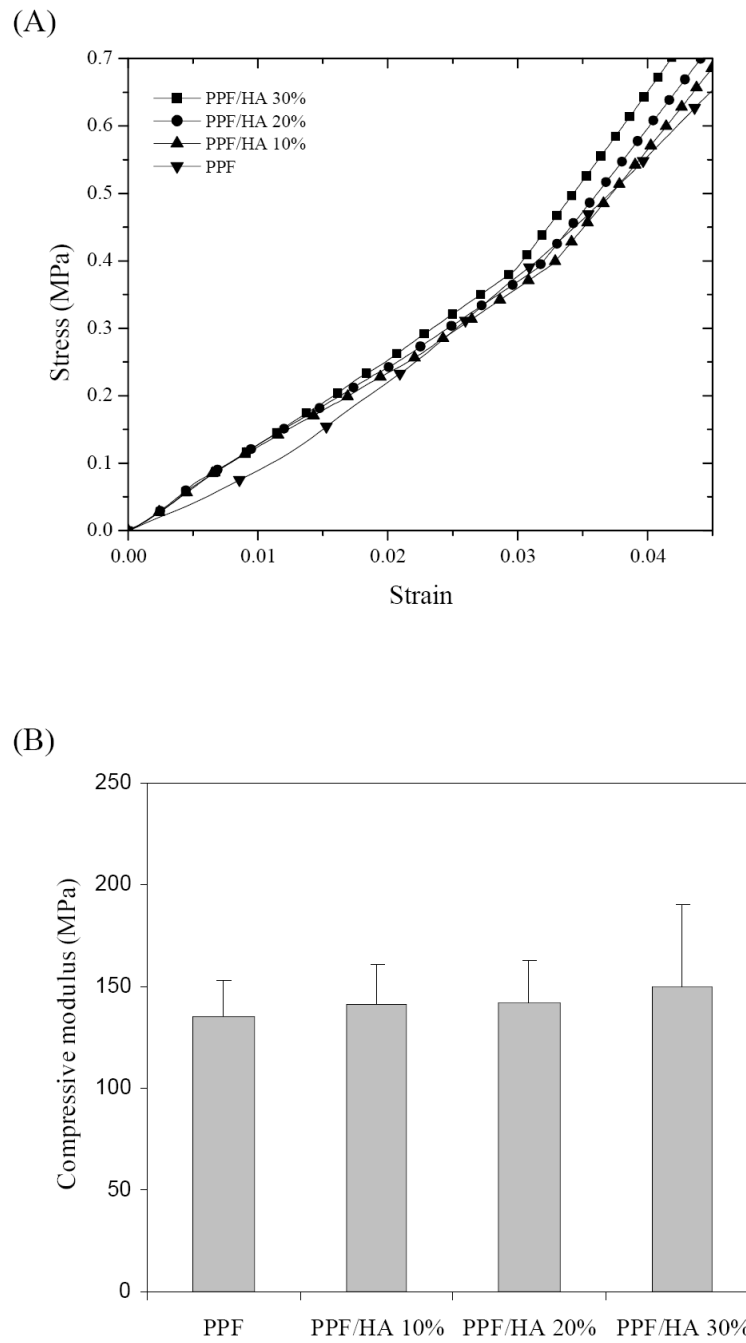 (A)
0.7
0.6
0.5
0.4
0.3
0.2
0.1
0.0
Stress (MPa)
PPF/HA 30%
PPF/HA 20%
PPF/HA 10%
PPF
0.00 0.01 0.02 0.03 0.04
Strain
(B)
250
200
150
100
50
0
Compressive modulus (MPa)
PPF PPF/HA 10% PPF/HA 20% PPF/HA 30%